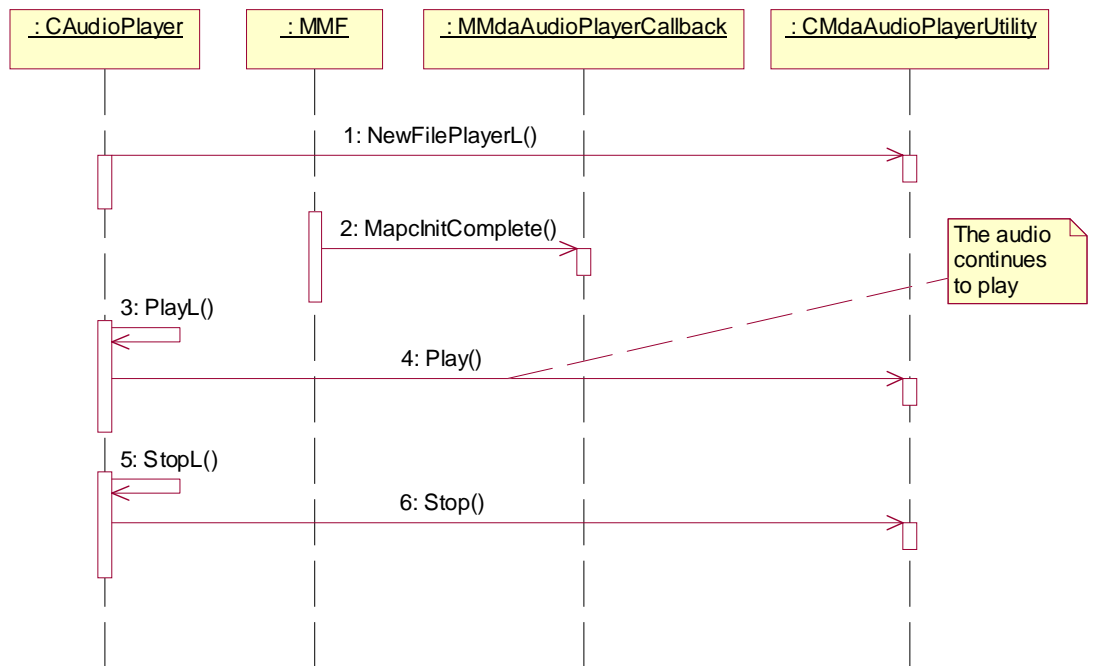 : CAudioPlayer
: MMF
: MMdaAudioPlayerCallback
: CMdaAudioPlayerUtility
1: NewFilePlayerL()
2: MapcInitComplete()
The audio
continues
to play
3: PlayL()
4: Play()
5: StopL()
6: Stop()